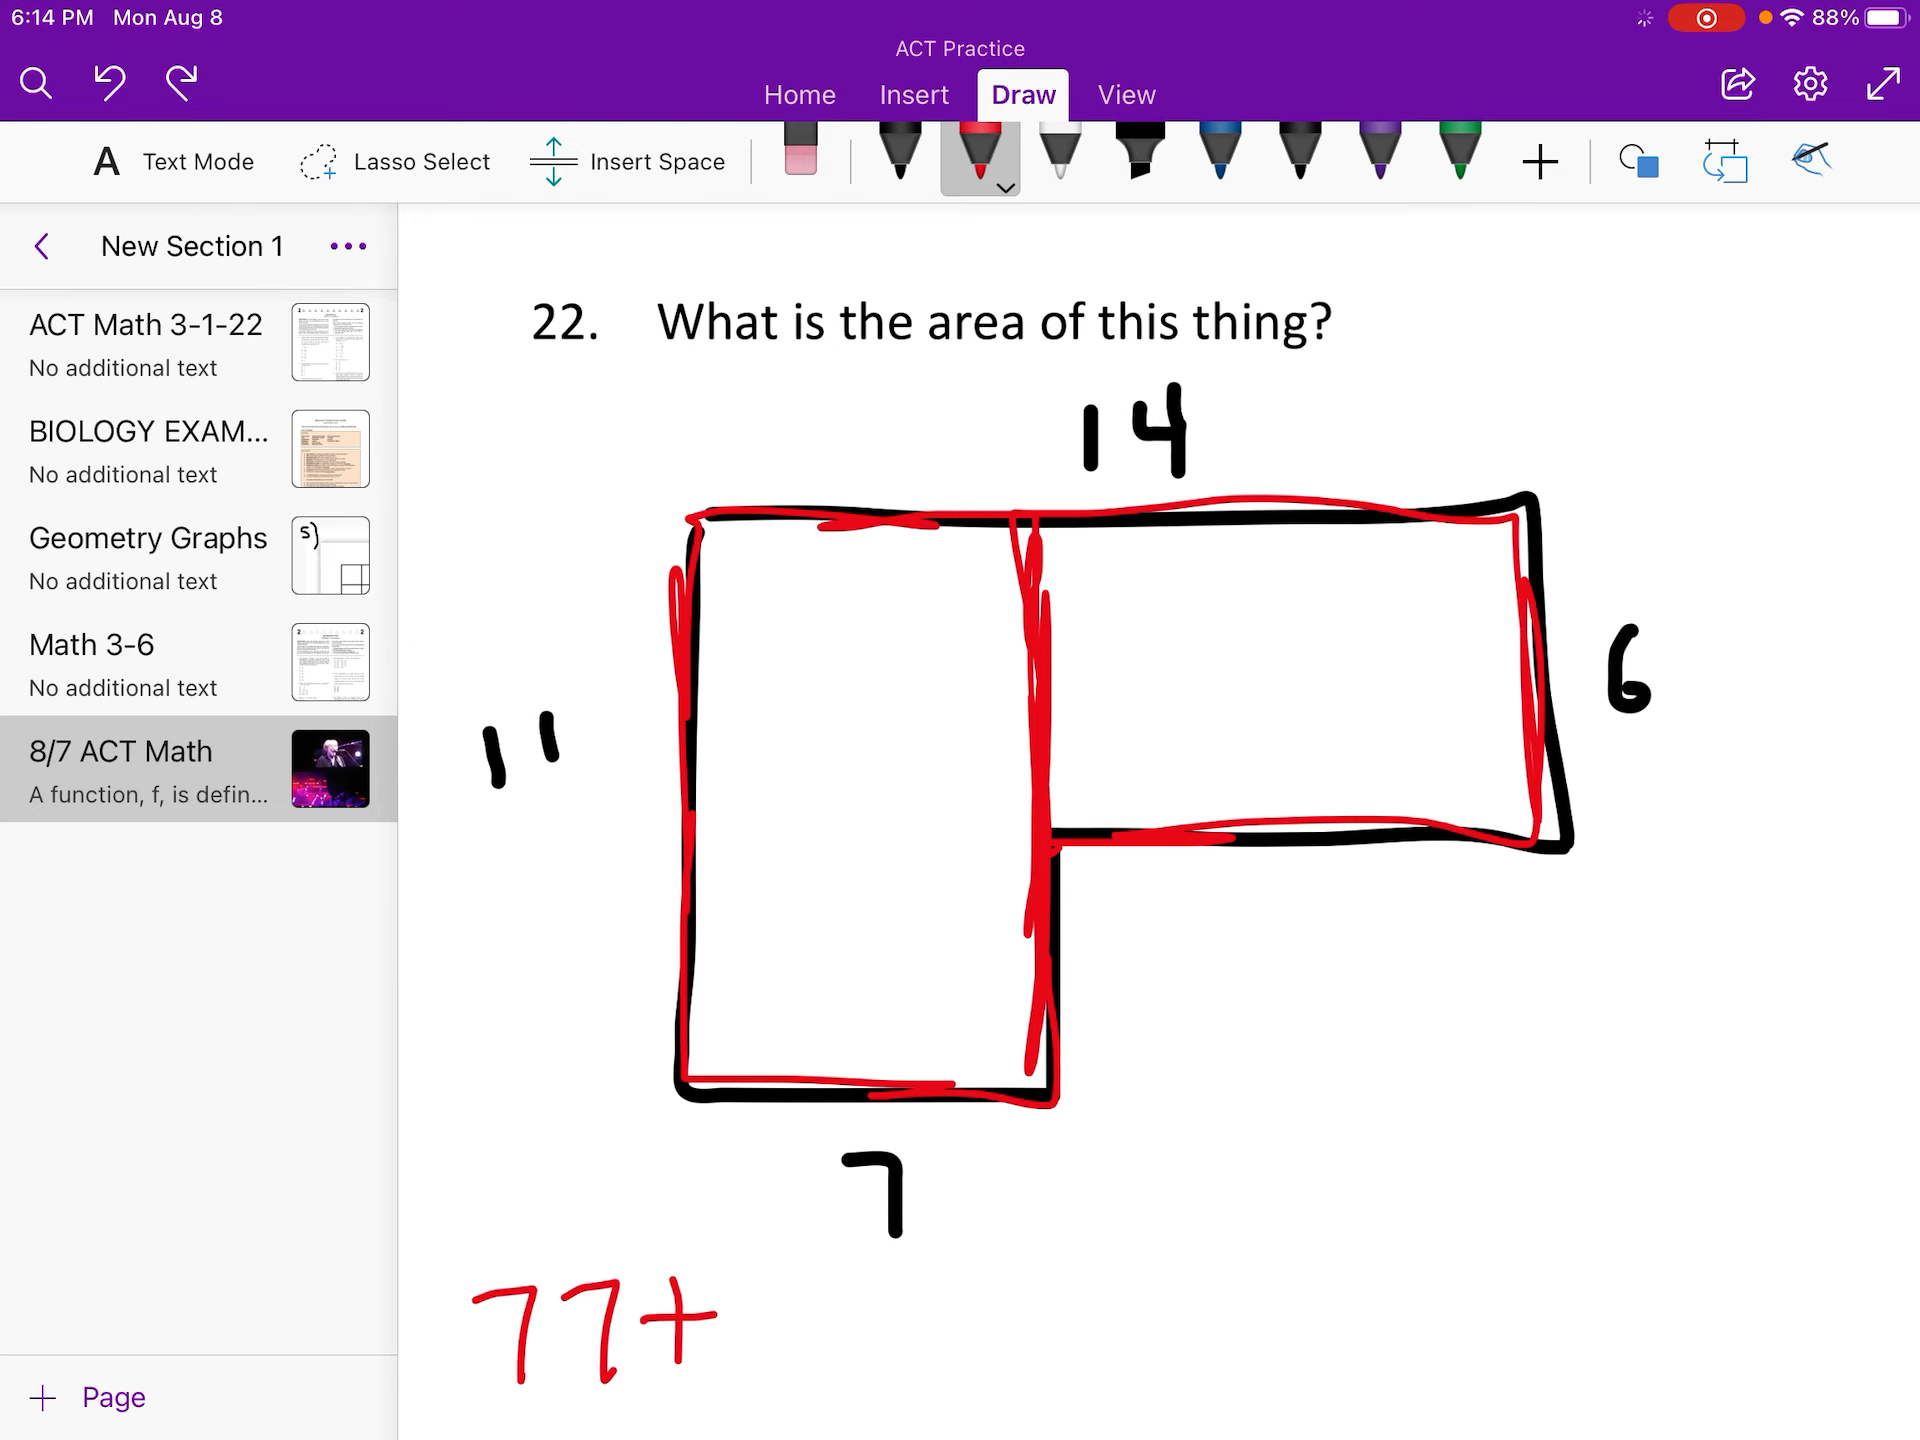 6:14 PM Mon Aug 8
88%
ACT Practice
Home Insert Draw View
A Text Mode Lasso Select Insert Space
New Section 1
ACT Math 3-1-22
No additional text
BIOLOGY EXAM...
No additional text
Geometry Graphs
No additional text
5)
Math 3-6
No additional text
8/7 ACT Math
A function, f, is defin...
+ Page
22. What is the area of this thing?
14
6
11
7
77+